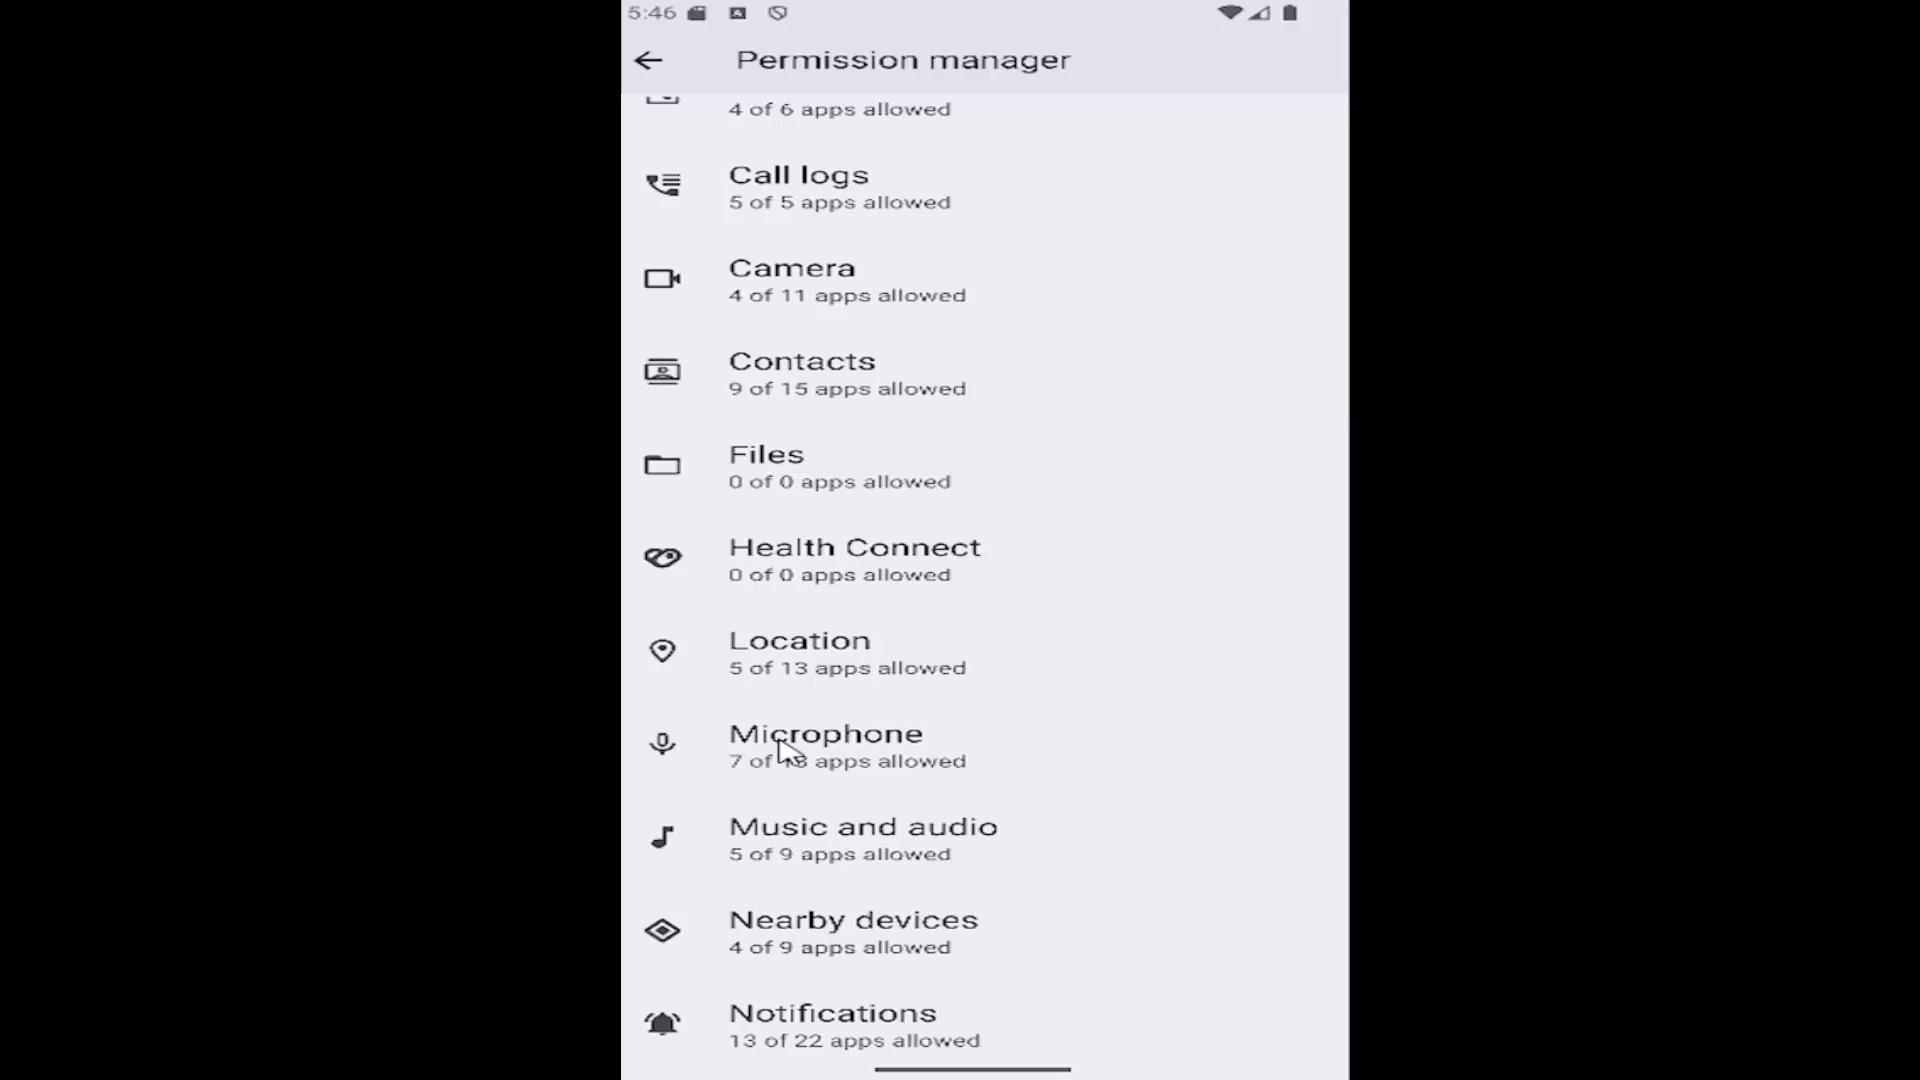 5:46
Permission manager
4 of 6 apps allowed
Call logs
5 of 5 apps allowed
Camera
4 of 11 apps allowed
Contacts
9 of 15 apps allowed
Files
0 of 0 apps allowed
Health Connect
0 of 0 apps allowed
Location
5 of 13 apps allowed
Microphone
7 of apps allowed
Music and audio
5 of 9 apps allowed
Nearby devices
4 of 9 apps allowed
Notifications
13 of 22 apps allowed